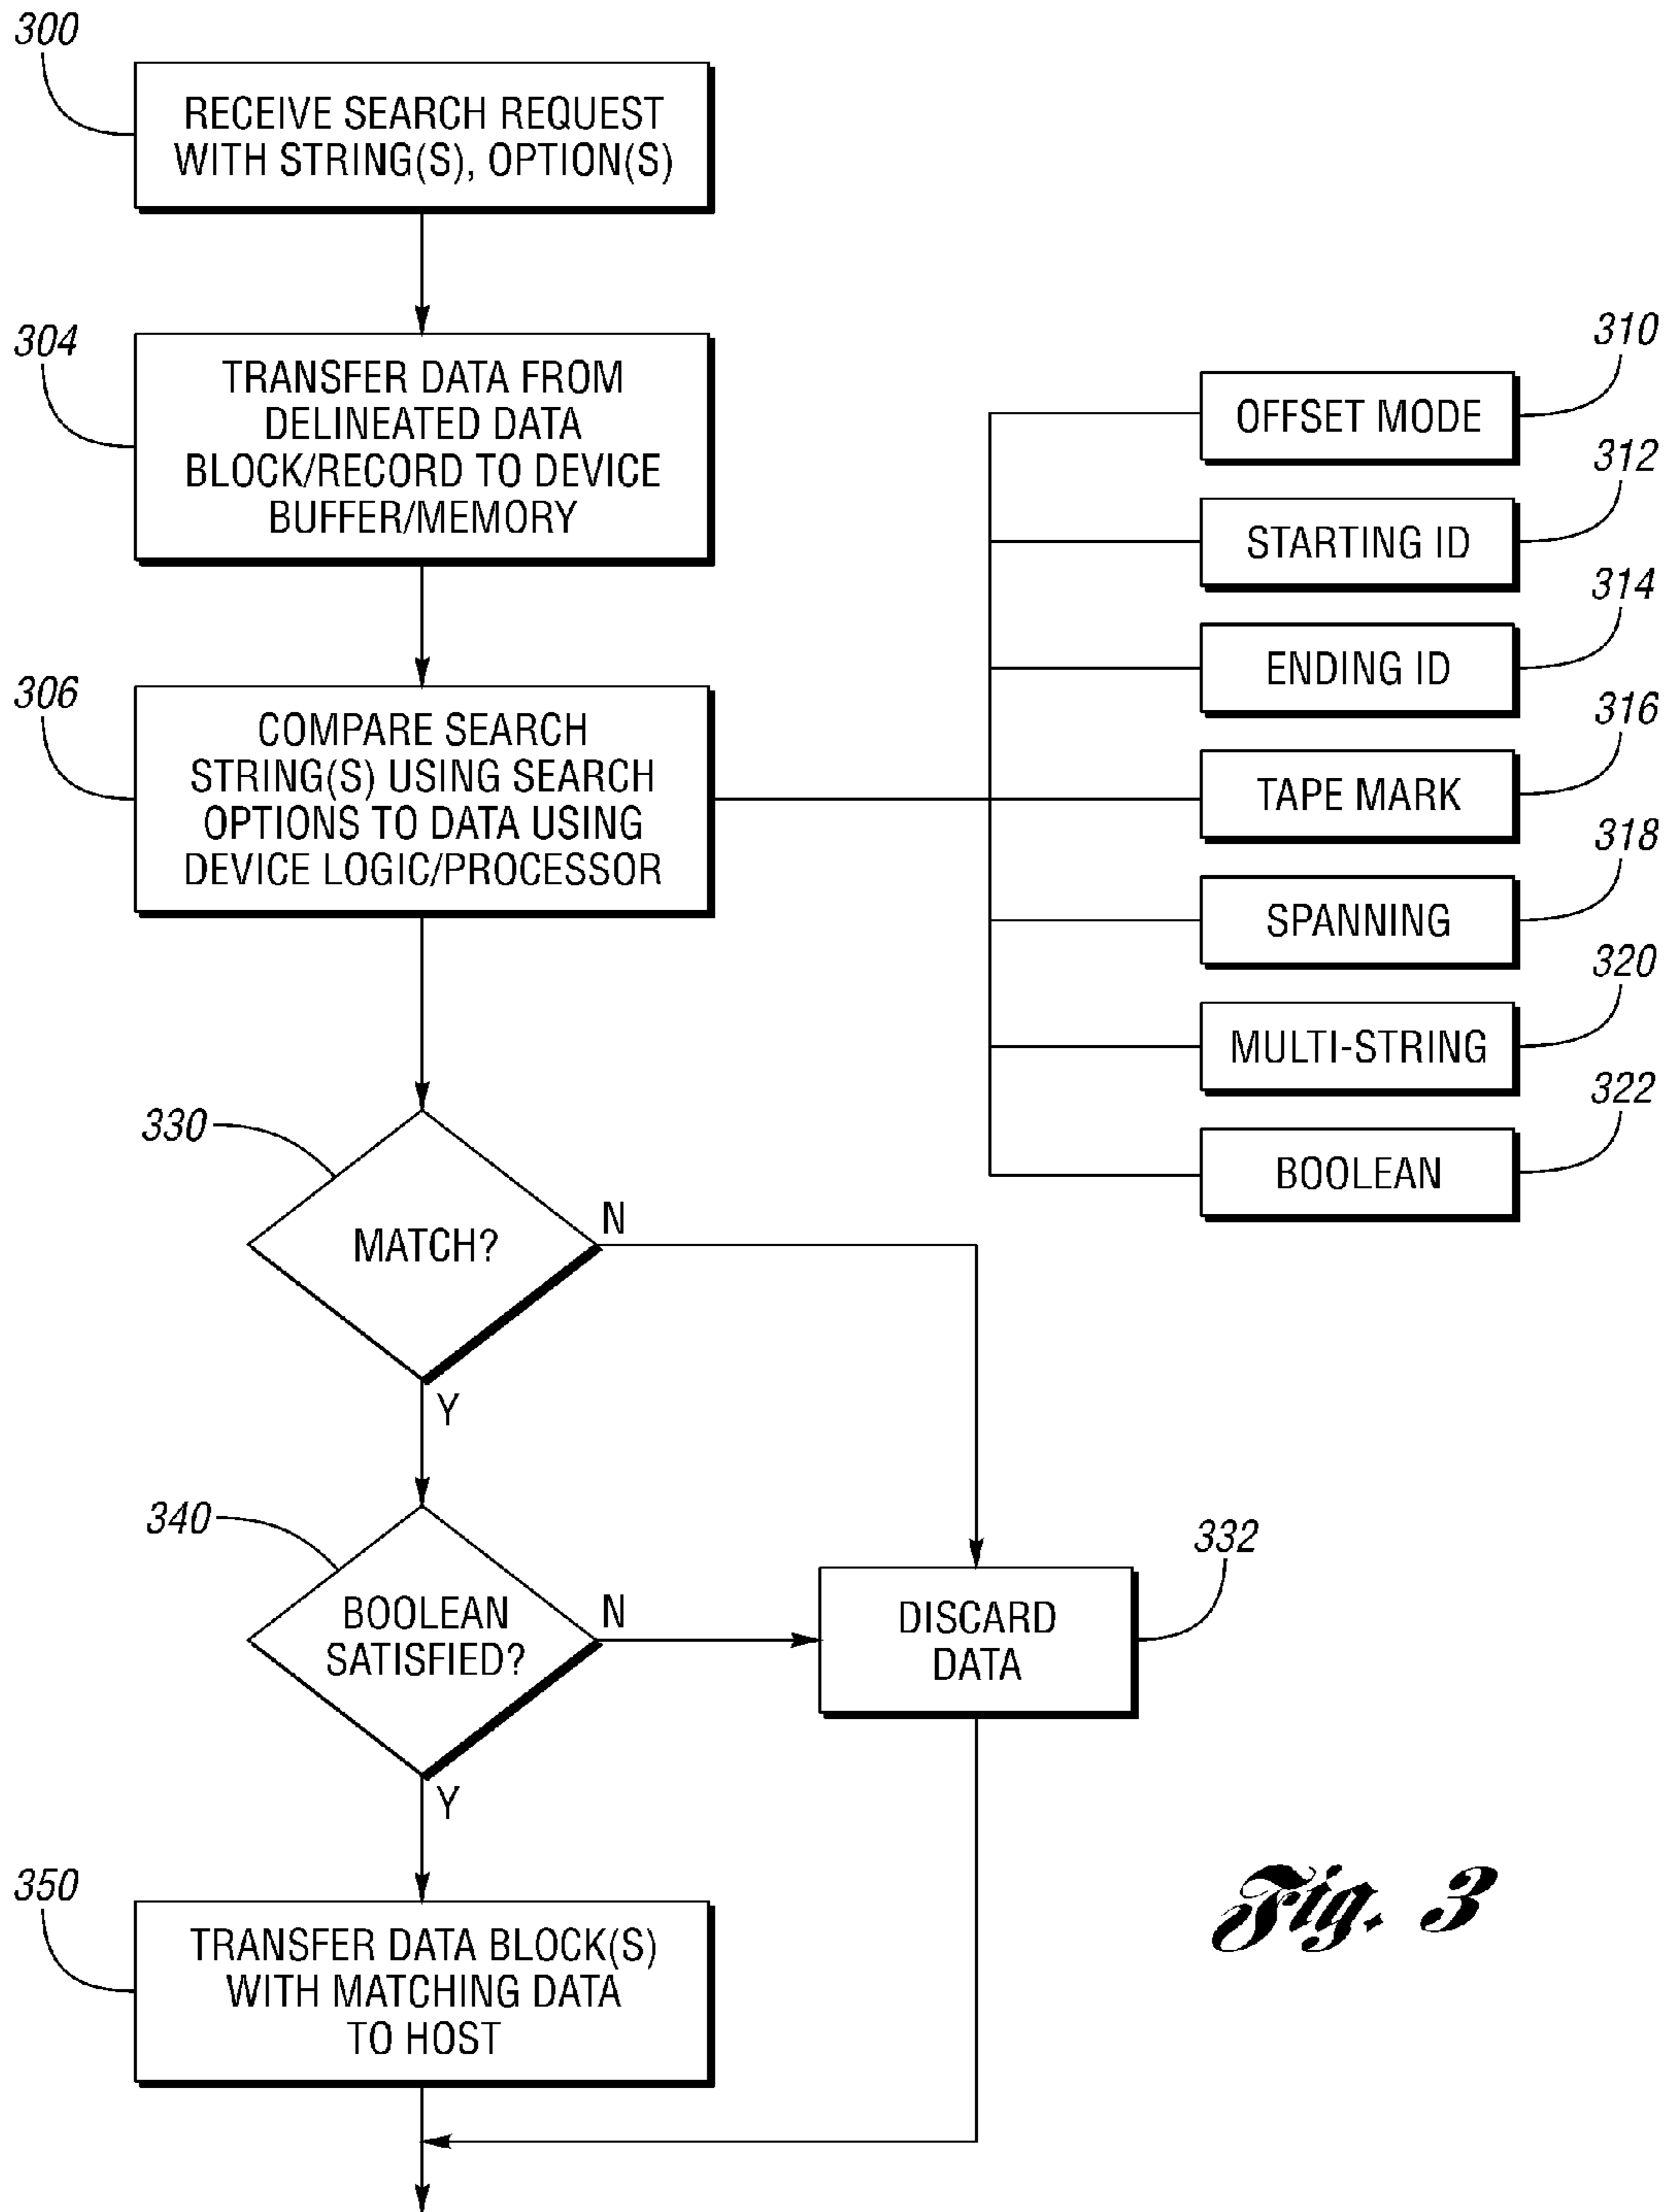 300
RECEIVE SEARCH REQUEST
WITH STRING(S), OPTION(S)
304
TRANSFER DATA FROM
DELINEATED DATA
BLOCK/RECORD TO DEVICE
BUFFER/MEMORY
306
COMPARE SEARCH
STRING(S) USING SEARCH
OPTIONS TO DATA USING
DEVICE LOGIC/PROCESSOR
310
OFFSET MODE
312
STARTING ID
314
ENDING ID
316
TAPE MARK
318
SPANNING
320
MULTI-STRING
322
BOOLEAN
330
MATCH?
N
Y
340
BOOLEAN
SATISFIED?
N
Y
332
DISCARD
DATA
350
TRANSFER DATA BLOCK(S)
WITH MATCHING DATA
TO HOST
Fig. 3